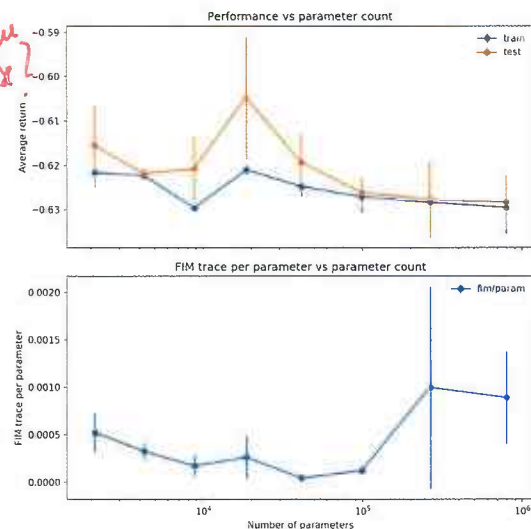 Performance vs parameter count
−0.59
−0.60
−0.61
−0.62
−0.63
Average return
train
test
FIM trace per parameter vs parameter count
0.0020
0.0015
0.0010
0.0005
0.0000
FIM trace per parameter
fim/param
10⁴
10⁵
Number of parameters